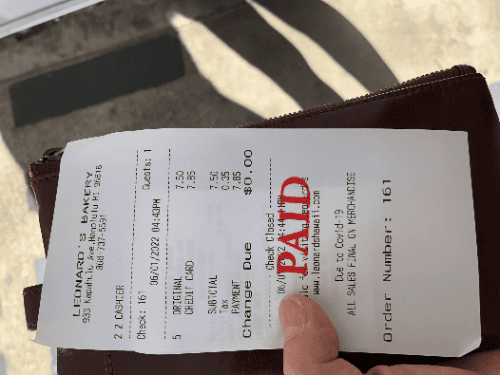 LEONARD'S BAKERY
933 Kapahulu Ave,Honolulu HI 96816
808-737-5591
2 2 CASHIER
Check: 161 Guests: 1
06/01/2022 04:43PM
5 ORIGINAL 7.50
CREDIT CARD 7.85
SUBTOTAL 7.50
Tax 0.35
PAYMENT 7.85
Change Due $0.00
Check Closed
PAID
www.leonardshawaii.com
Due to Covid-19
ALL SALES FINAL ON MERCHANDISE
Order Number: 161